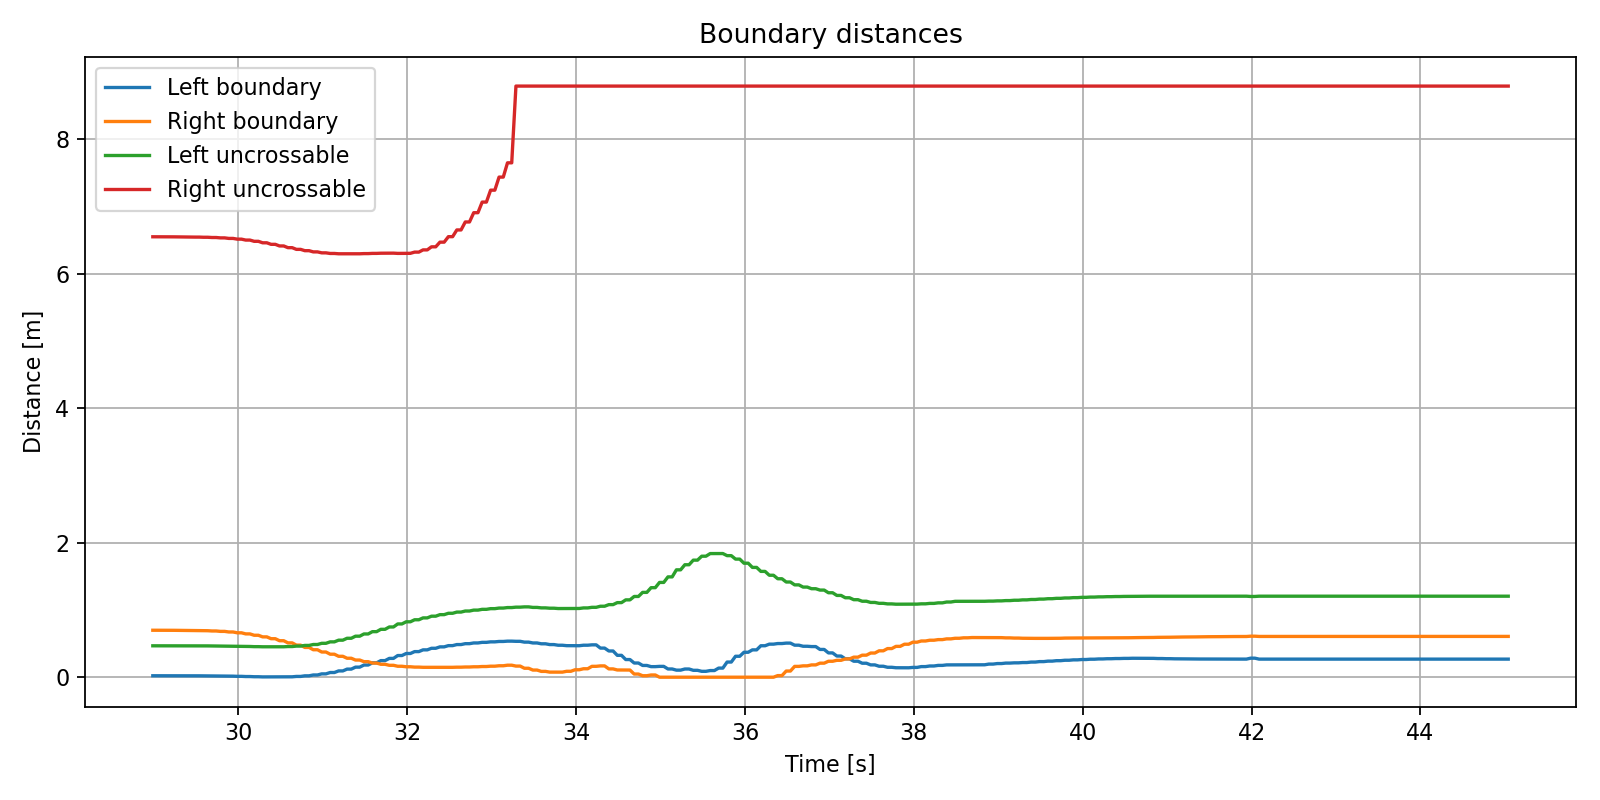 Boundary distances
Left boundary
Right boundary
Left uncrossable
Right uncrossable
Distance [m]
8
6
4
2
0
30 32 34 36 38 40 42 44
Time [s]